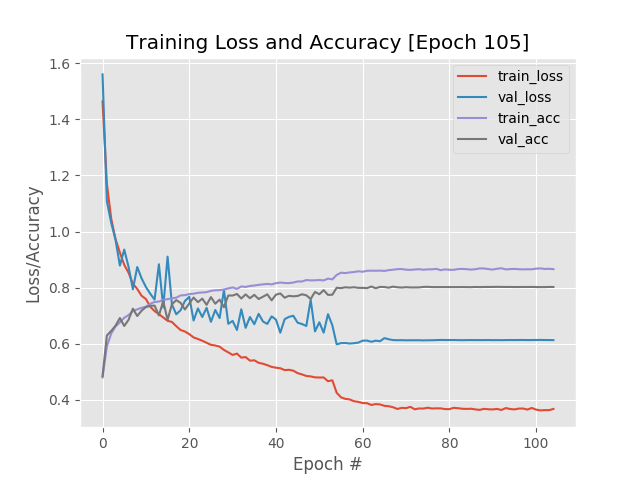 Training Loss and Accuracy [Epoch 105]
1.6
1.4
1.2
1.0
0.8
0.6
0.4
Loss/Accuracy
train_loss
val_loss
train_acc
val_acc
0 20 40 60 80 100
Epoch #